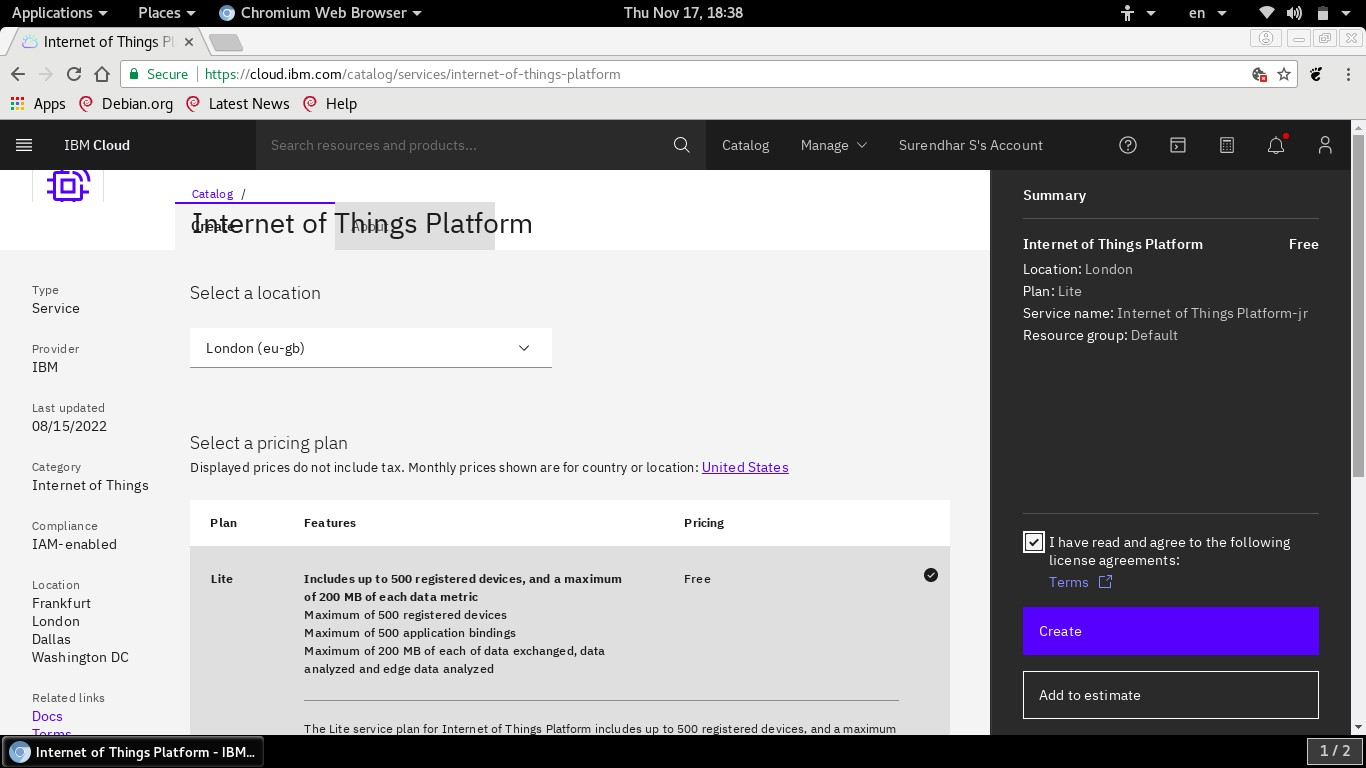 Applications Places Chromium Web Browser Thu Nov 17, 18:38 en
Internet of Things Pl
Secure https://cloud.ibm.com/catalog/services/internet-of-things-platform
Apps Debian.org Latest News Help
IBM Cloud Search resources and products... Catalog Manage Surendhar S's Account
Catalog /
Internet of Things Platform
Create About
Type
Service
Provider
IBM
Last updated
08/15/2022
Category
Internet of Things
Compliance
IAM-enabled
Location
Frankfurt
London
Dallas
Washington DC
Related links
Docs
Terms
Select a location
London (eu-gb)
Select a pricing plan
Displayed prices do not include tax. Monthly prices shown are for country or location: United States
Plan Features Pricing
Lite Includes up to 500 registered devices, and a maximum Free
of 200 MB of each data metric
Maximum of 500 registered devices
Maximum of 500 application bindings
Maximum of 200 MB of each of data exchanged, data
analyzed and edge data analyzed
The Lite service plan for Internet of Things Platform includes up to 500 registered devices, and a maximum
Summary
Internet of Things Platform Free
Location: London
Plan: Lite
Service name: Internet of Things Platform-jr
Resource group: Default
I have read and agree to the following
license agreements:
Terms
Create
Add to estimate
Internet of Things Platform - IBM... 1 / 2